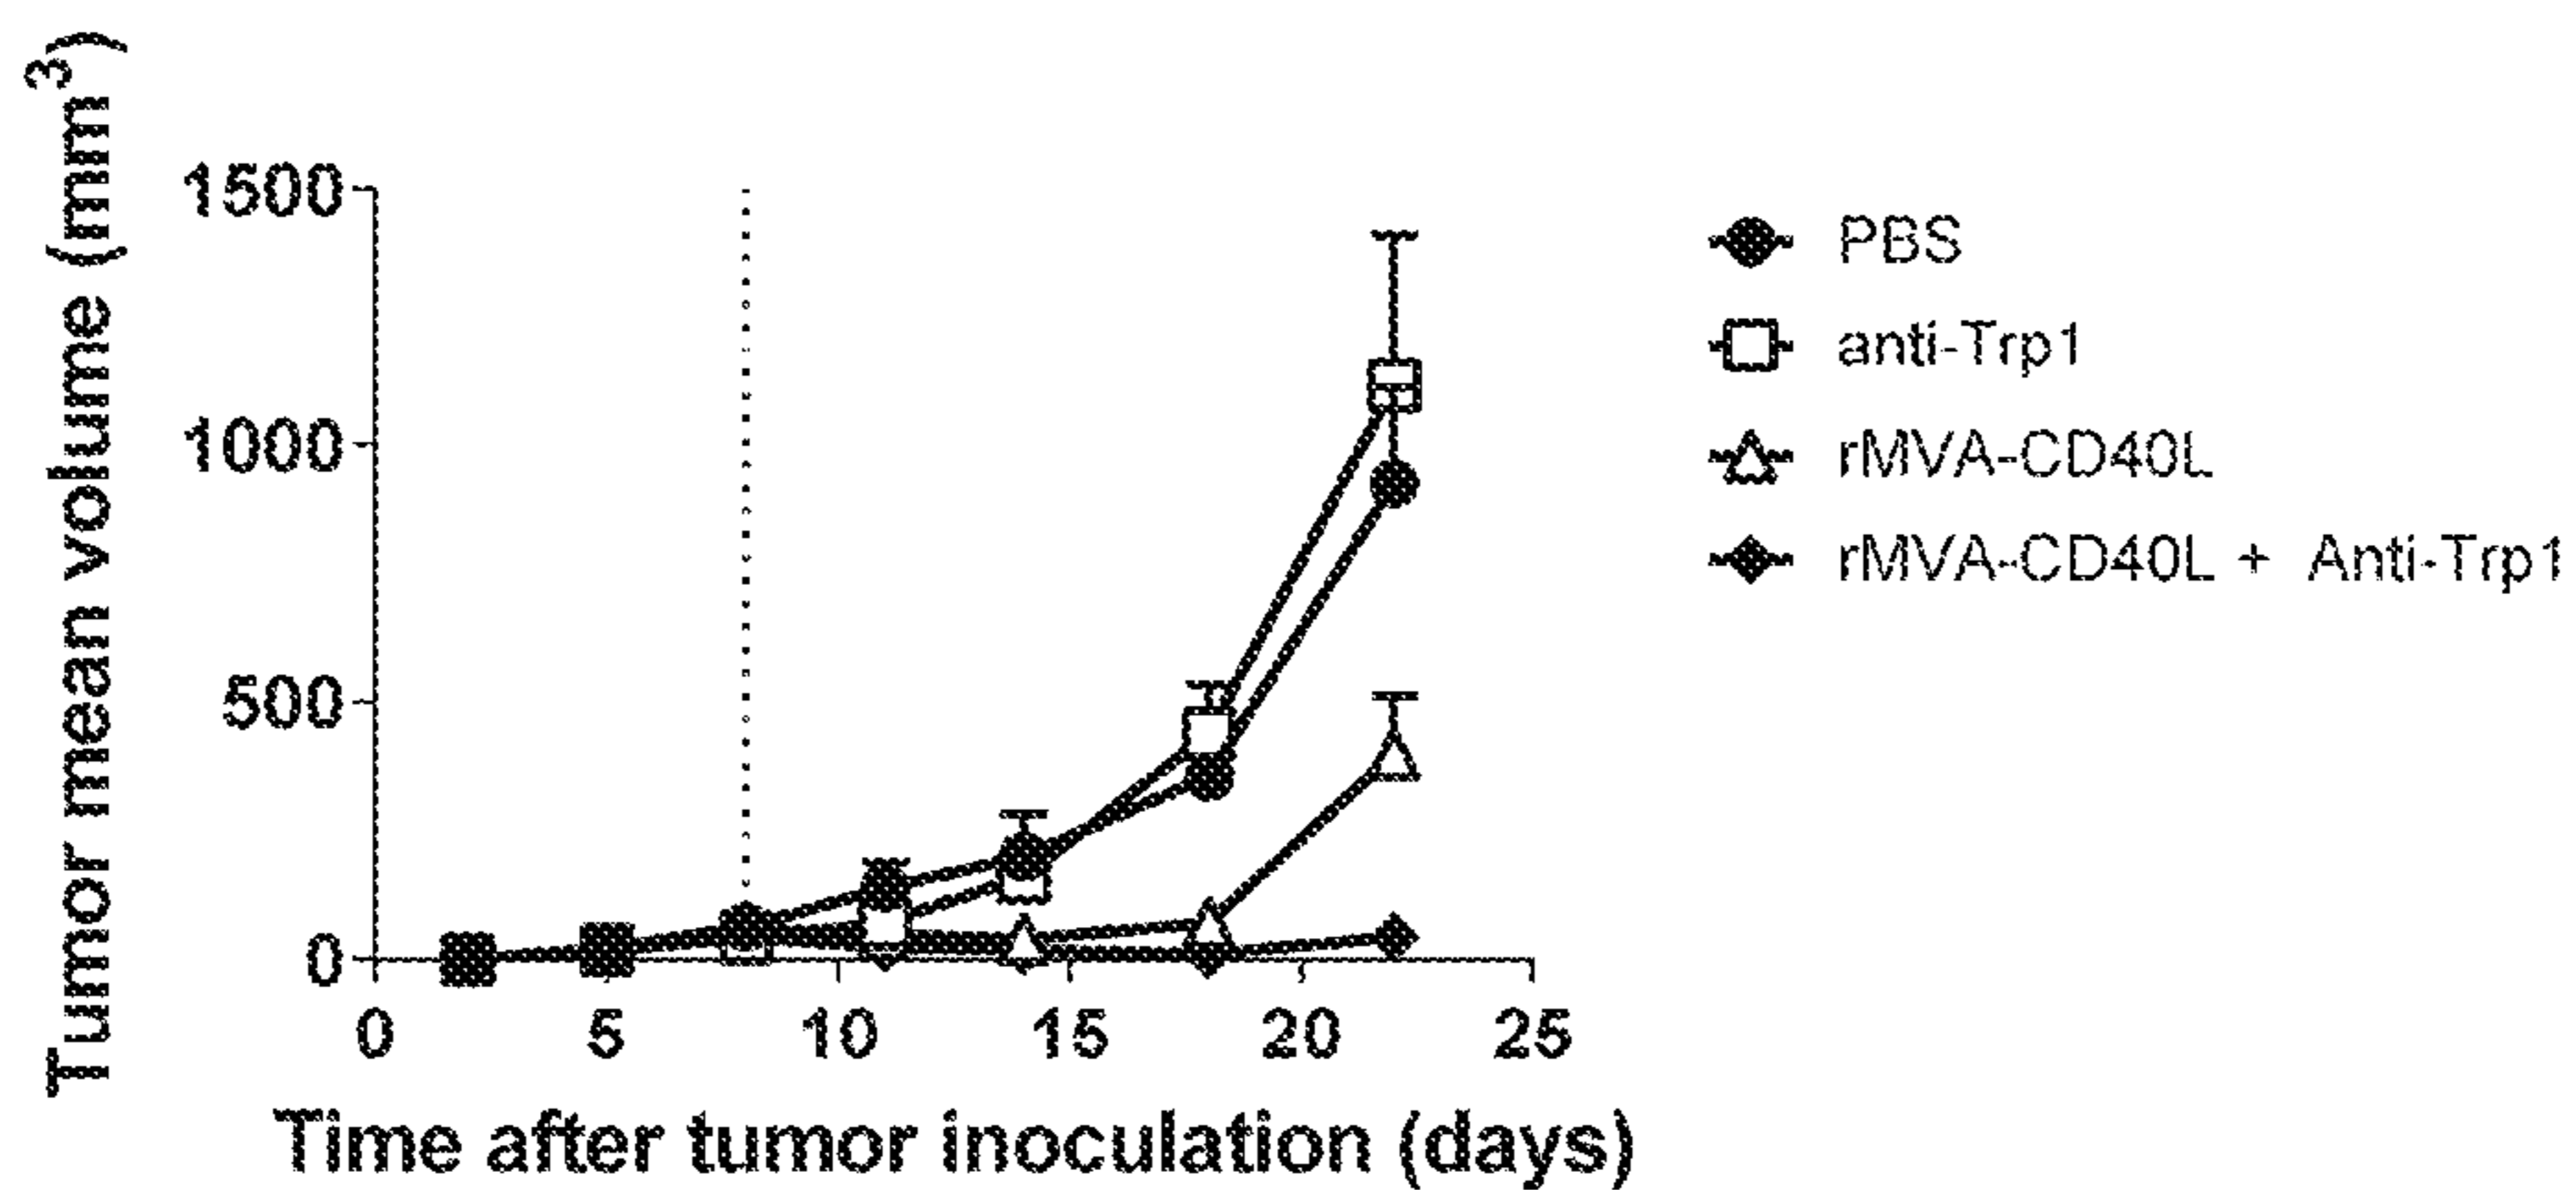 Tumor mean volume (mm³)
1500
1000
500
0
0 5 10 15 20 25
Time after tumor inoculation (days)
PBS
anti-Trp1
rMVA-CD40L
rMVA-CD40L + Anti-Trp1